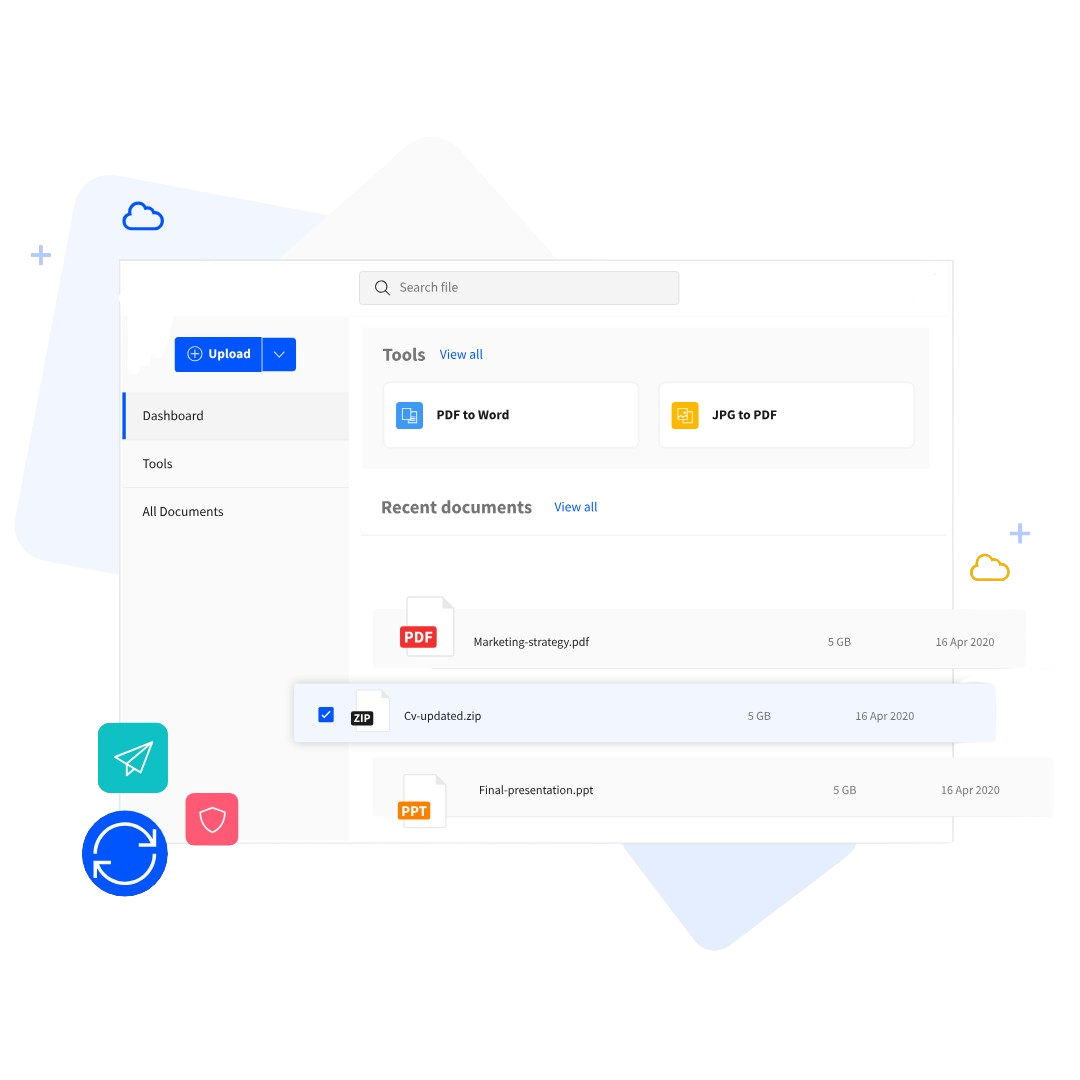 Search file
Upload
Tools View all
PDF to Word JPG to PDF
Dashboard
Tools
All Documents
Recent documents View all
PDF Marketing-strategy.pdf 5 GB 16 Apr 2020
ZIP Cv-updated.zip 5 GB 16 Apr 2020
PPT Final-presentation.ppt 5 GB 16 Apr 2020